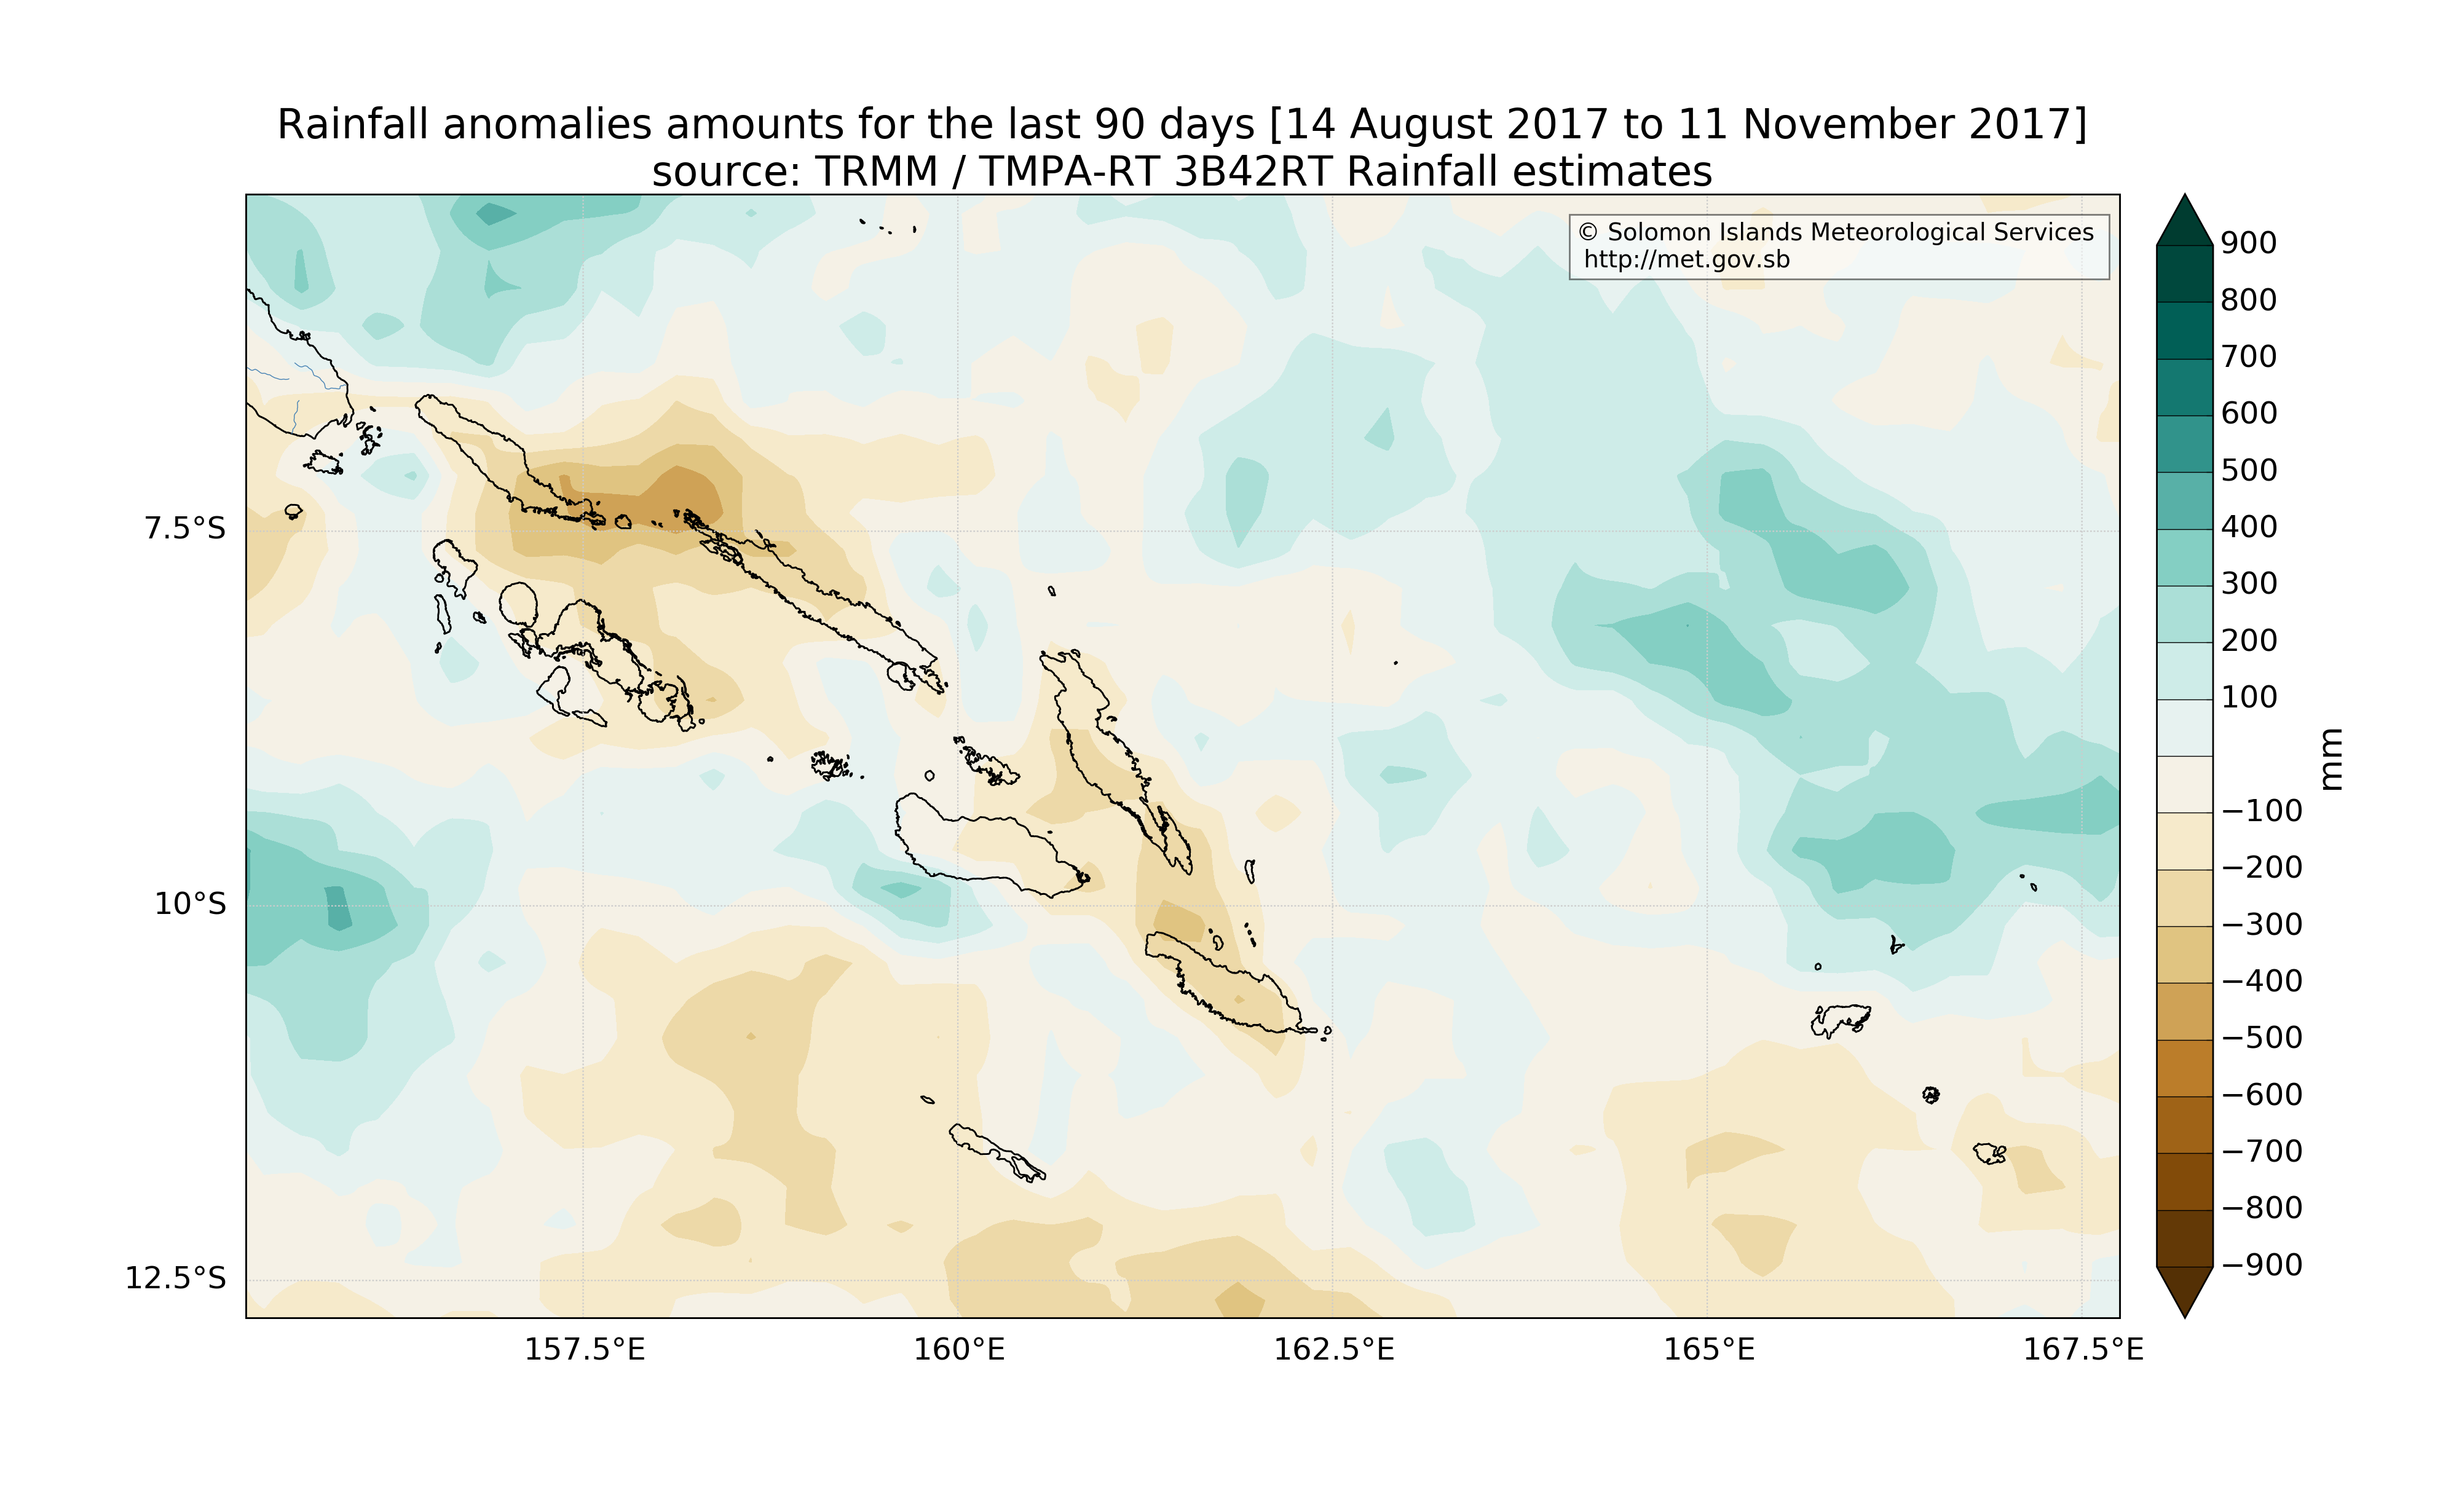 Rainfall anomalies amounts for the last 90 days [14 August 2017 to 11 November 2017]
source: TRMM / TMPA-RT 3B42RT Rainfall estimates
© Solomon Islands Meteorological Services
http://met.gov.sb
7.5°S
10°S
12.5°S
157.5°E
160°E
162.5°E
165°E
167.5°E
900
800
700
600
500
400
300
200
100
−100
−200
−300
−400
−500
−600
−700
−800
−900
mm